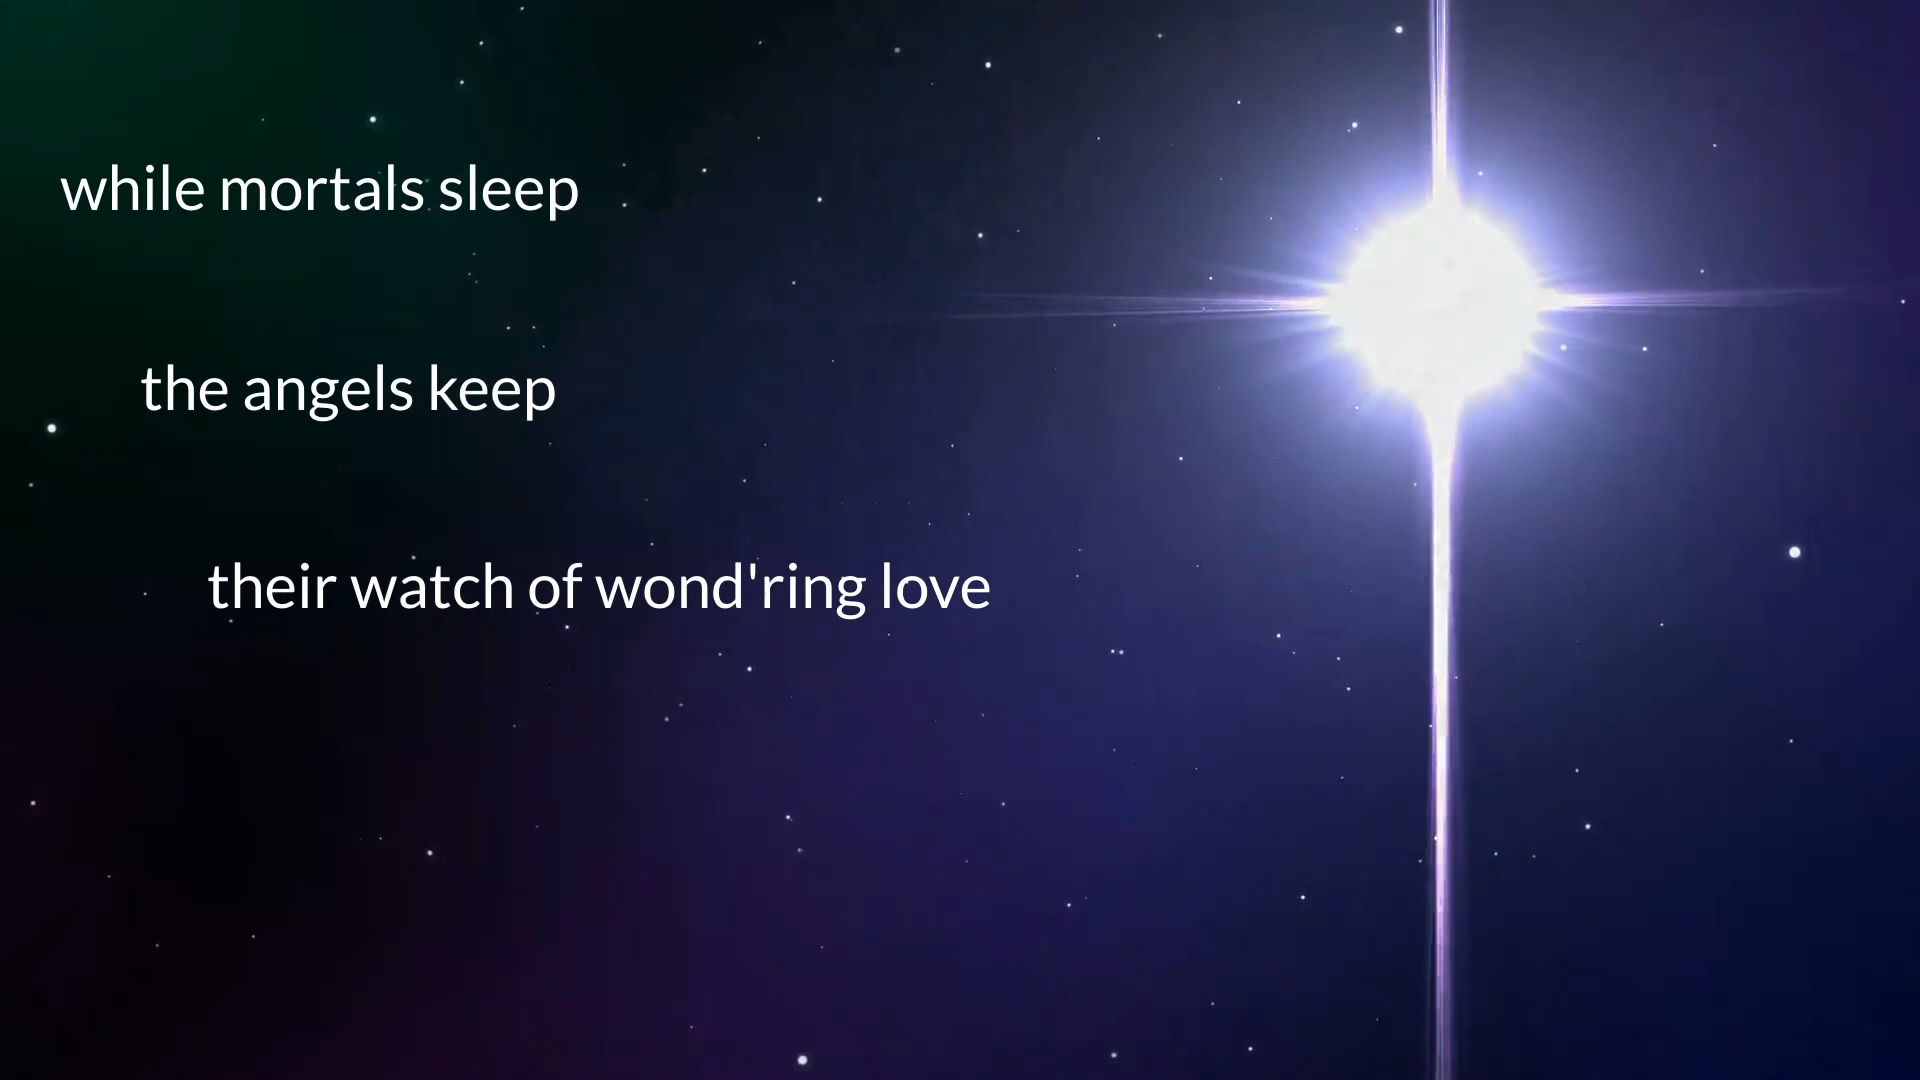 while mortals sleep
the angels keep
their watch of wond'ring love